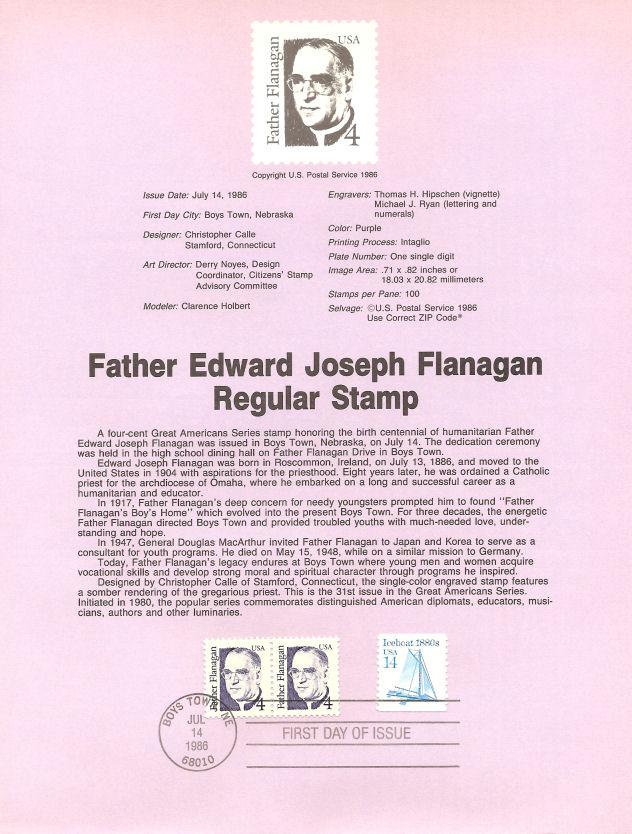 Father Flanagan
USA
4
Copyright U.S. Postal Service 1986
Issue Date: July 14, 1986
First Day City: Boys Town, Nebraska
Designer: Christopher Calle
Stamford, Connecticut
Art Director: Derry Noyes, Design
Coordinator, Citizens' Stamp
Advisory Committee
Modeler: Clarence Holbert
Engravers: Thomas H. Hipschen (vignette)
Michael J. Ryan (lettering and
numerals)
Color: Purple
Printing Process: Intaglio
Plate Number: One single digit
Image Area: .71 x .82 inches or
18.03 x 20.82 millimeters
Stamps per Pane: 100
Selvage: ©U.S. Postal Service 1986
Use Correct ZIP Code®
Father Edward Joseph Flanagan
Regular Stamp
A four-cent Great Americans Series stamp honoring the birth centennial of humanitarian Father
Edward Joseph Flanagan was issued in Boys Town, Nebraska, on July 14. The dedication ceremony
was held in the high school dining hall on Father Flanagan Drive in Boys Town.
Edward Joseph Flanagan was born in Roscommon, Ireland, on July 13, 1886, and moved to the
United States in 1904 with aspirations for the priesthood. Eight years later, he was ordained a Catholic
priest for the archdiocese of Omaha, where he embarked on a long and successful career as a
humanitarian and educator.
In 1917, Father Flanagan's deep concern for needy youngsters prompted him to found "Father
Flanagan's Boy's Home" which evolved into the present Boys Town. For three decades, the energetic
Father Flanagan directed Boys Town and provided troubled youths with much-needed love, under-
standing and hope.
In 1947, General Douglas MacArthur invited Father Flanagan to Japan and Korea to serve as a
consultant for youth programs. He died on May 15, 1948, while on a similar mission to Germany.
Today, Father Flanagan's legacy endures at Boys Town where young men and women acquire
vocational skills and develop strong moral and spiritual character through programs he inspired.
Designed by Christopher Calle of Stamford, Connecticut, the single-color engraved stamp features
a somber rendering of the gregarious priest. This is the 31st issue in the Great Americans Series.
Initiated in 1980, the popular series commemorates distinguished American diplomats, educators, musi-
cians, authors and other luminaries.
Father Flanagan
USA
4
Father Flanagan
USA
4
Iceboat 1880s
USA
14
BOYS TOWN, NE
JUL
14
1986
68010
FIRST DAY OF ISSUE